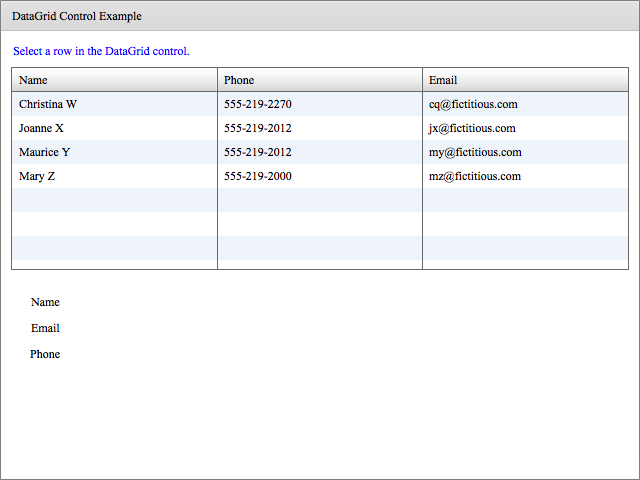 DataGrid Control Example
Select a row in the DataGrid control.
Name Phone Email
Christina W 555-219-2270 cq@fictitious.com
Joanne X 555-219-2012 jx@fictitious.com
Maurice Y 555-219-2012 my@fictitious.com
Mary Z 555-219-2000 mz@fictitious.com
Name
Email
Phone